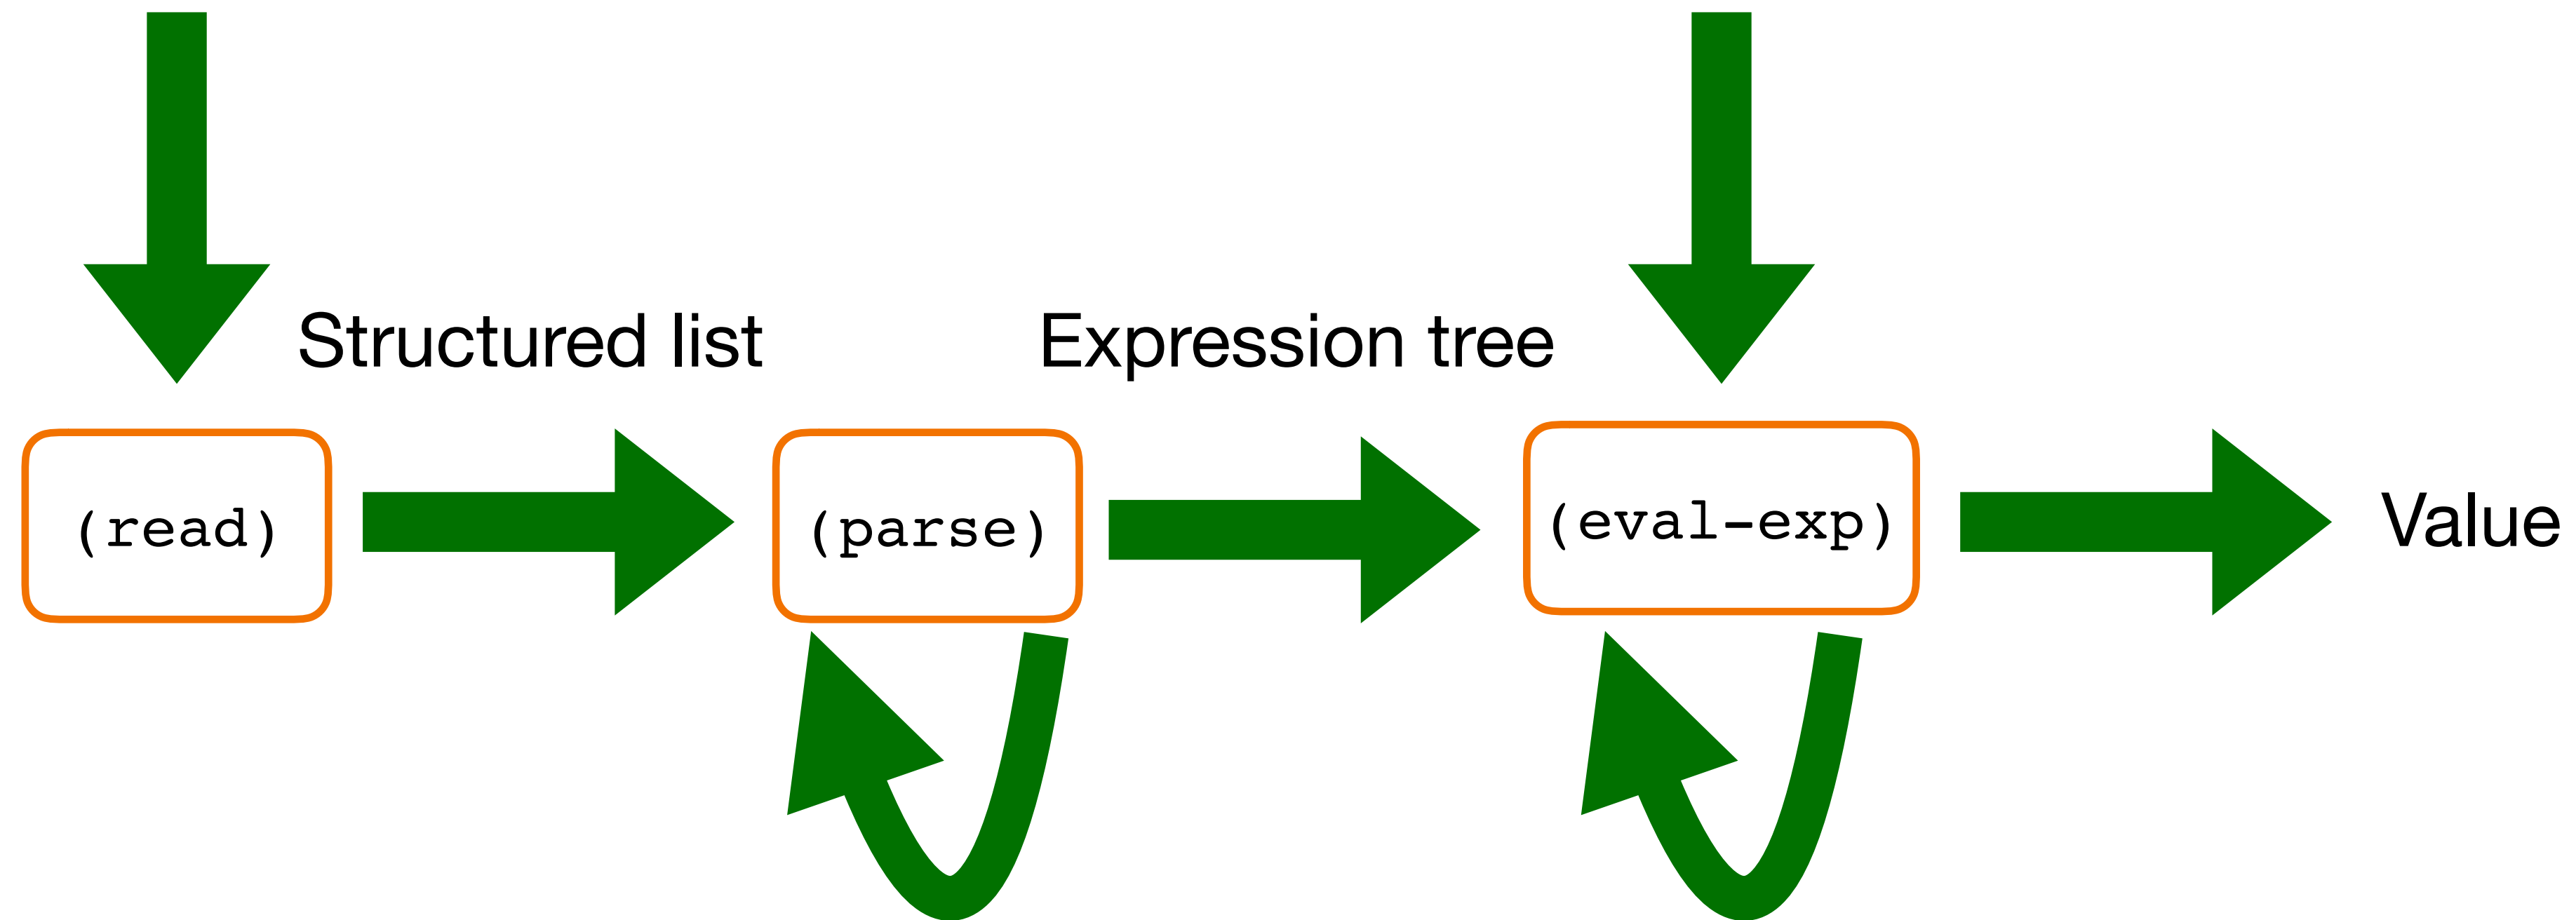 Structured list
Expression tree
(read)
(parse)
(eval-exp)
Value